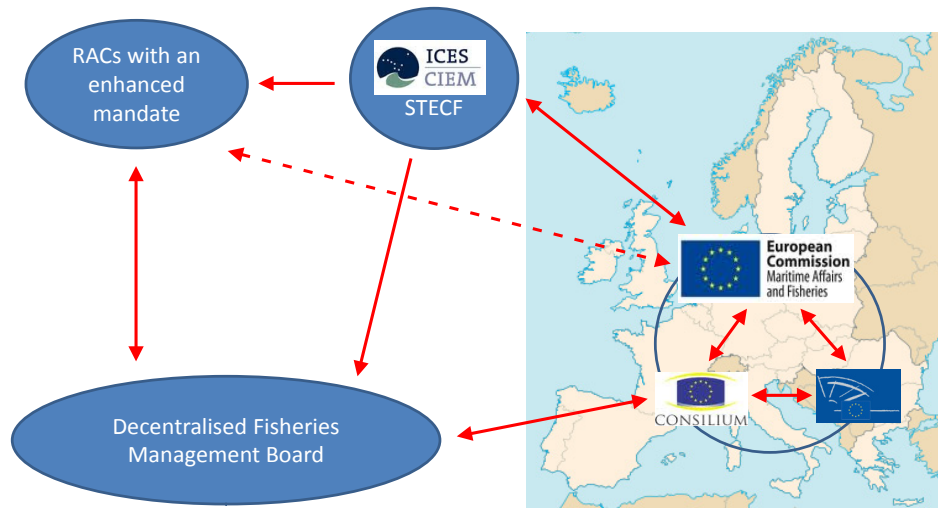 RACs with an
enhanced
mandate
ICES
CIEM
STECF
European
Commission
Maritime Affairs
and Fisheries
CONSILIUM
Decentralised Fisheries
Management Board